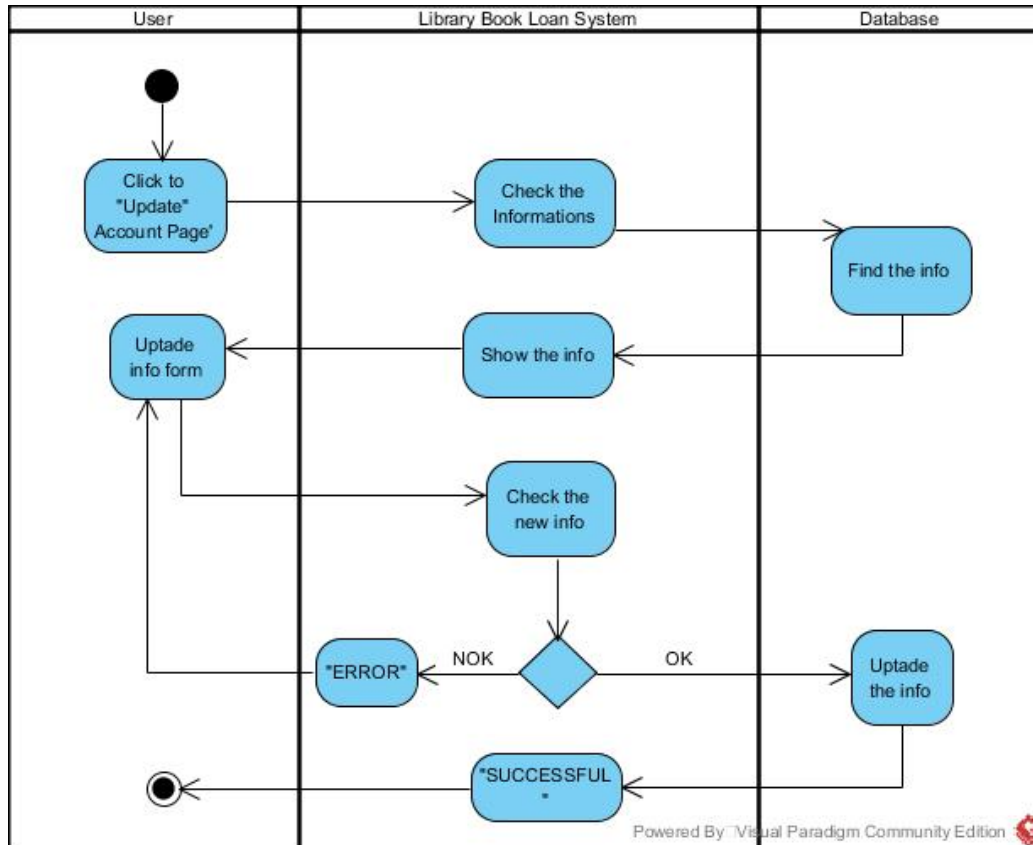 User
Library Book Loan System
Database
Click to
"Update"
Account Page"
Check the
Informations
Find the info
Uptade
info form
Show the info
Check the
new info
"ERROR"
NOK
OK
Uptade
the info
"SUCCESSFUL
"
Powered By Visual Paradigm Community Edition